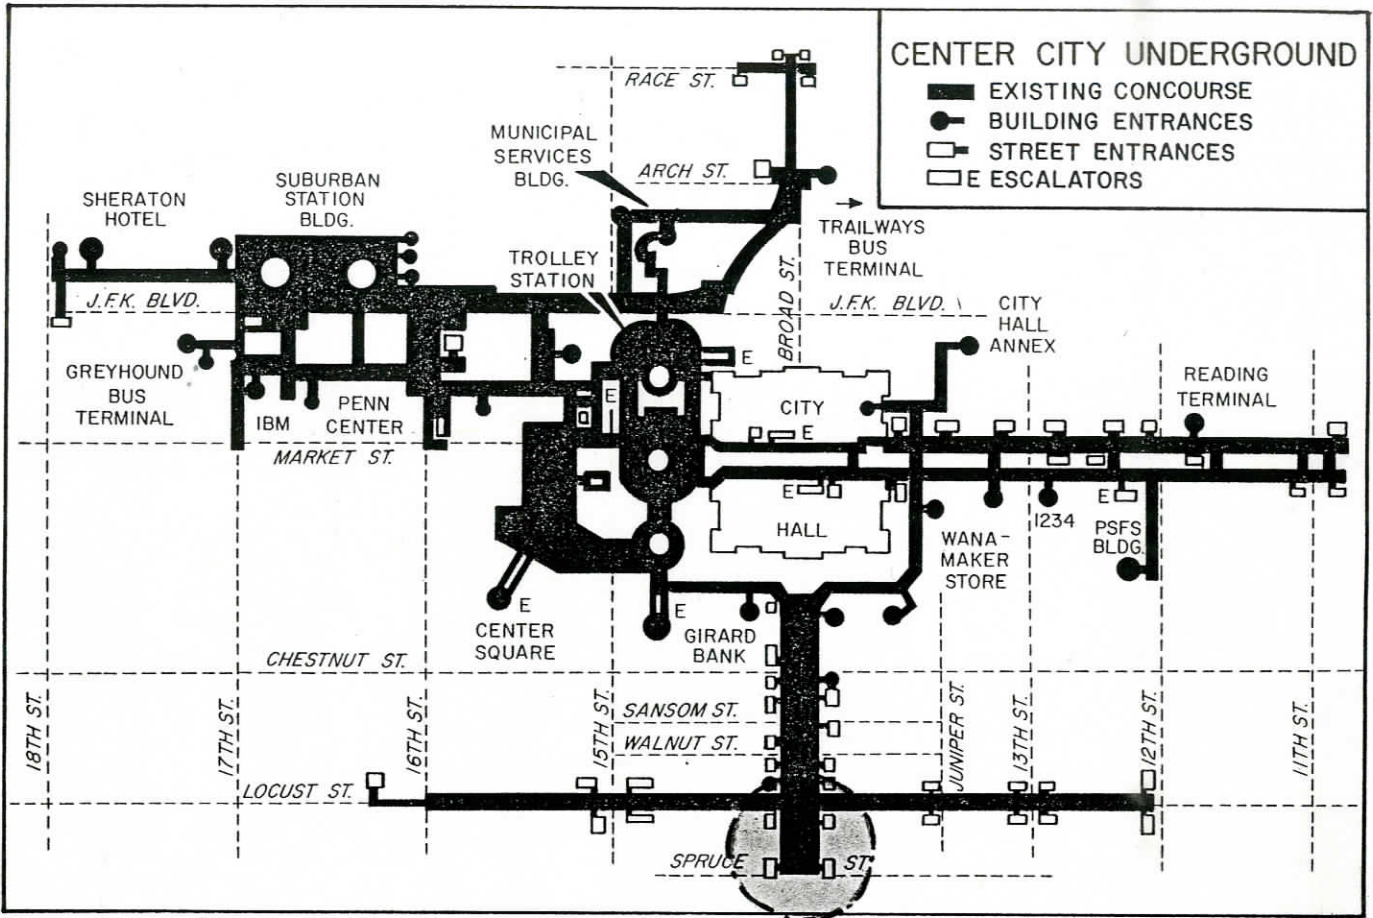 CENTER CITY UNDERGROUND
EXISTING CONCOURSE
BUILDING ENTRANCES
STREET ENTRANCES
E ESCALATORS
RACE ST.
MUNICIPAL
SERVICES
BLDG.
ARCH ST.
SHERATON
HOTEL
SUBURBAN
STATION
BLDG.
TROLLEY
STATION
TRAILWAYS
BUS
TERMINAL
J.F.K. BLVD.
BROAD ST.
J.F.K. BLVD.
CITY
HALL
ANNEX
GREYHOUND
BUS
TERMINAL
IBM
PENN
CENTER
E
E
CITY
READING
TERMINAL
MARKET ST.
E
E
HALL
E
1234
WANA-
MAKER
STORE
PSFS
BLDG.
E
CENTER
SQUARE
E
GIRARD
BANK
CHESTNUT ST.
SANSOM ST.
WALNUT ST.
18TH ST.
17TH ST.
16TH ST.
15TH ST.
JUNIPER ST.
13TH ST.
12TH ST.
11TH ST.
LOCUST ST.
SPRUCE ST.